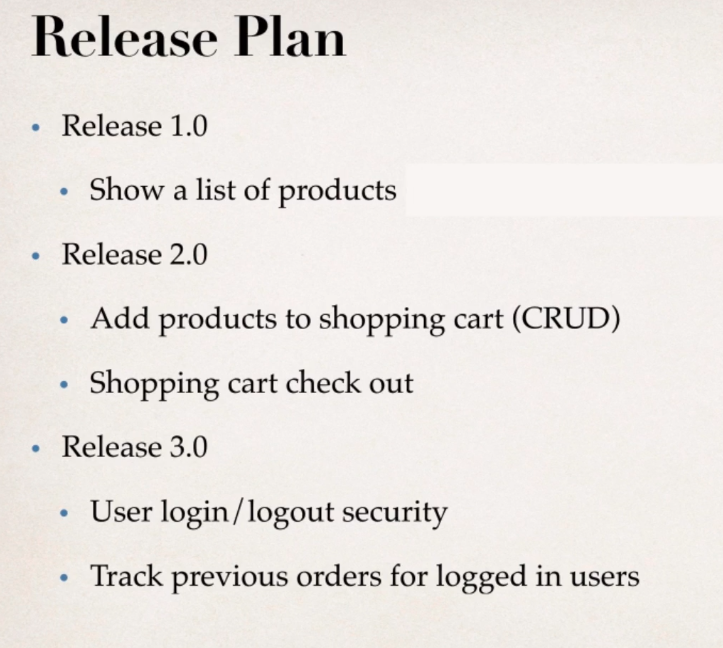 Release Plan
• Release 1.0
• Show a list of products
• Release 2.0
• Add products to shopping cart (CRUD)
• Shopping cart check out
• Release 3.0
• User login/logout security
• Track previous orders for logged in users